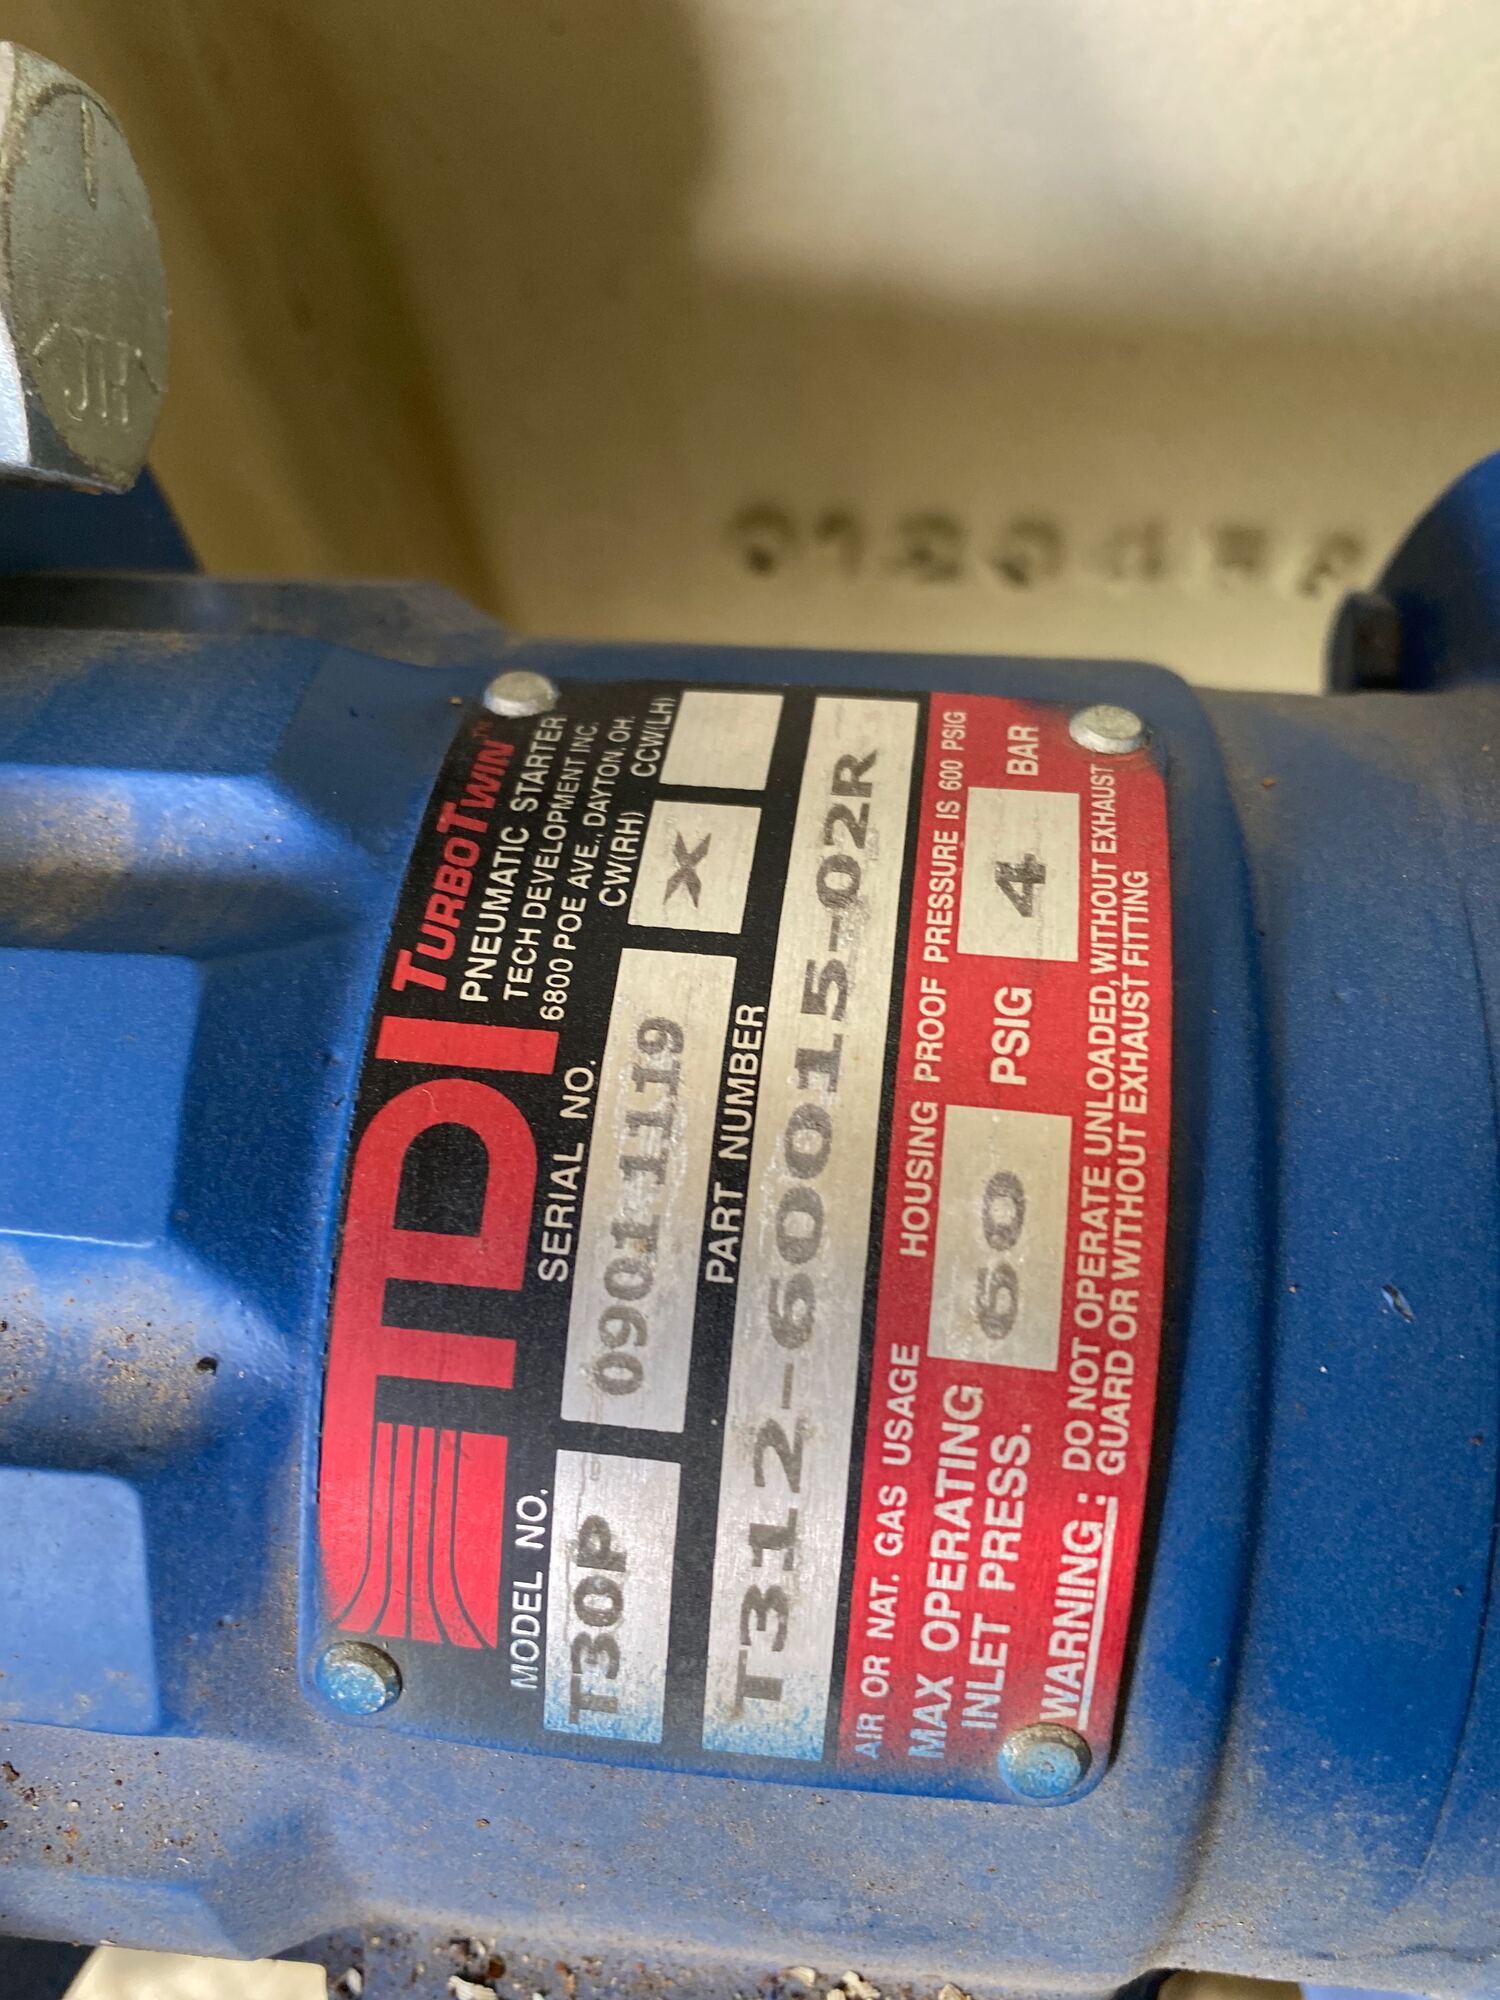 TDI TURBOTWIN™
PNEUMATIC STARTER
TECH DEVELOPMENT INC.
6800 POE AVE., DAYTON, OH.
MODEL NO. SERIAL NO. CW(RH) CCW(LH)
T30P 0901 1119 X
PART NUMBER
T312-60015-02R
AIR OR NAT. GAS USAGE HOUSING PROOF PRESSURE IS 600 PSIG
MAX OPERATING
INLET PRESS. 60 PSIG 4 BAR
WARNING: DO NOT OPERATE UNLOADED, WITHOUT EXHAUST
GUARD OR WITHOUT EXHAUST FITTING